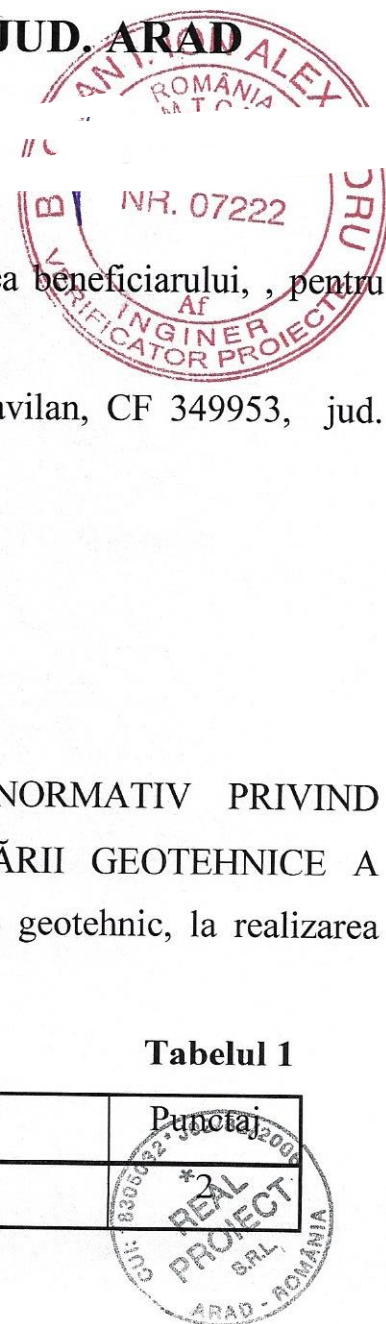 JUD. ARAD
ROMÂNIA
NR. 07222
Af
INGINER
VERIFICATOR PROIECTE
ea beneficiarului, , pentru
avilan, CF 349953, jud.
NORMATIV PRIVIND
ĂRII GEOTEHNICE A
geotehnic, la realizarea
Tabelul 1
Punctaj
2
REAL
PROIECT
S.R.L.
ARAD - ROMÂNIA